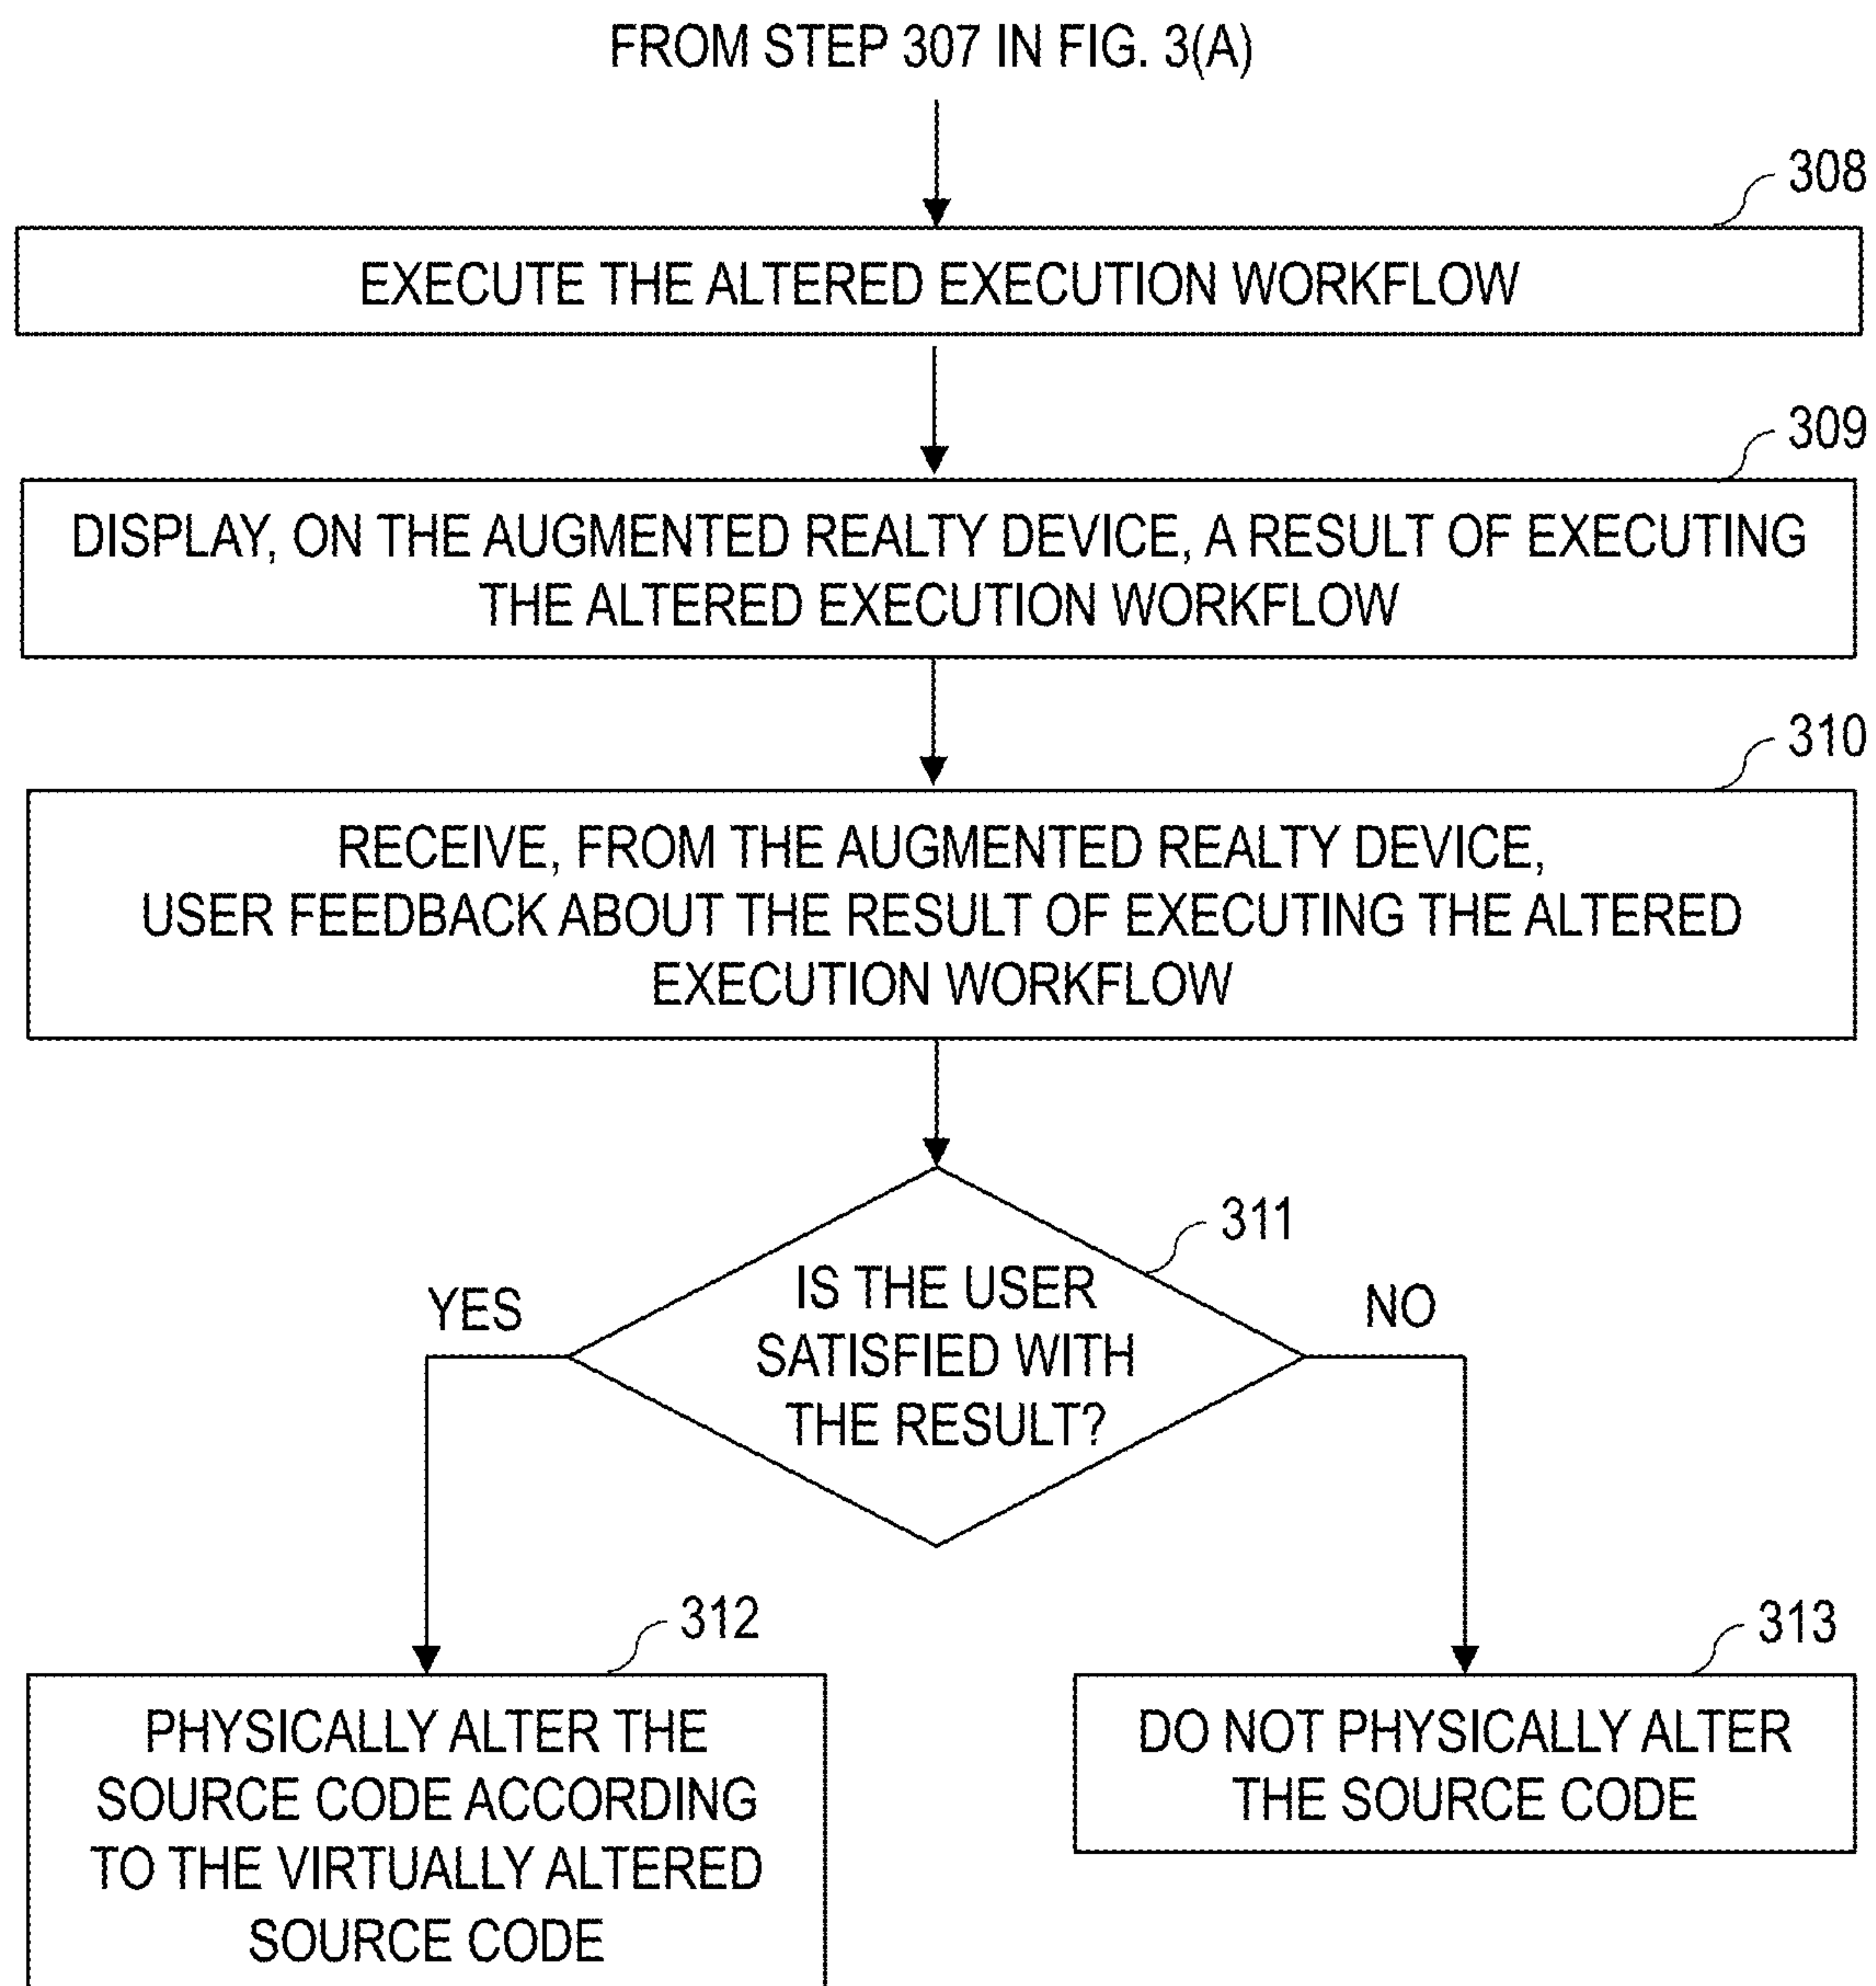 FROM STEP 307 IN FIG. 3(A)
308
EXECUTE THE ALTERED EXECUTION WORKFLOW
309
DISPLAY, ON THE AUGMENTED REALTY DEVICE, A RESULT OF EXECUTING
THE ALTERED EXECUTION WORKFLOW
310
RECEIVE, FROM THE AUGMENTED REALTY DEVICE,
USER FEEDBACK ABOUT THE RESULT OF EXECUTING THE ALTERED
EXECUTION WORKFLOW
311
IS THE USER
SATISFIED WITH
THE RESULT?
YES
NO
312
PHYSICALLY ALTER THE
SOURCE CODE ACCORDING
TO THE VIRTUALLY ALTERED
SOURCE CODE
313
DO NOT PHYSICALLY ALTER
THE SOURCE CODE